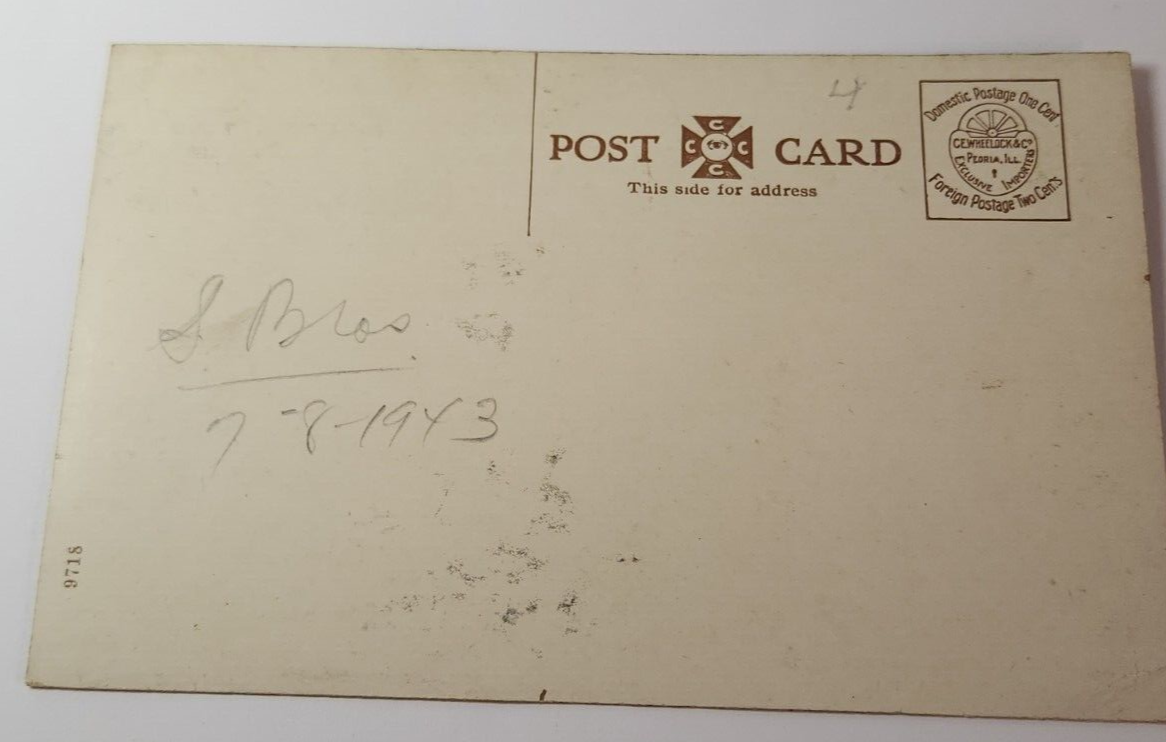 4
POST CARD
C
C C
C
This side for address
Domestic Postage One Cent
C.E. WHEELOCK & Co
PEORIA, ILL.
EXCLUSIVE IMPORTERS
Foreign Postage Two Cents
S. Bros
7-8-1943
9718